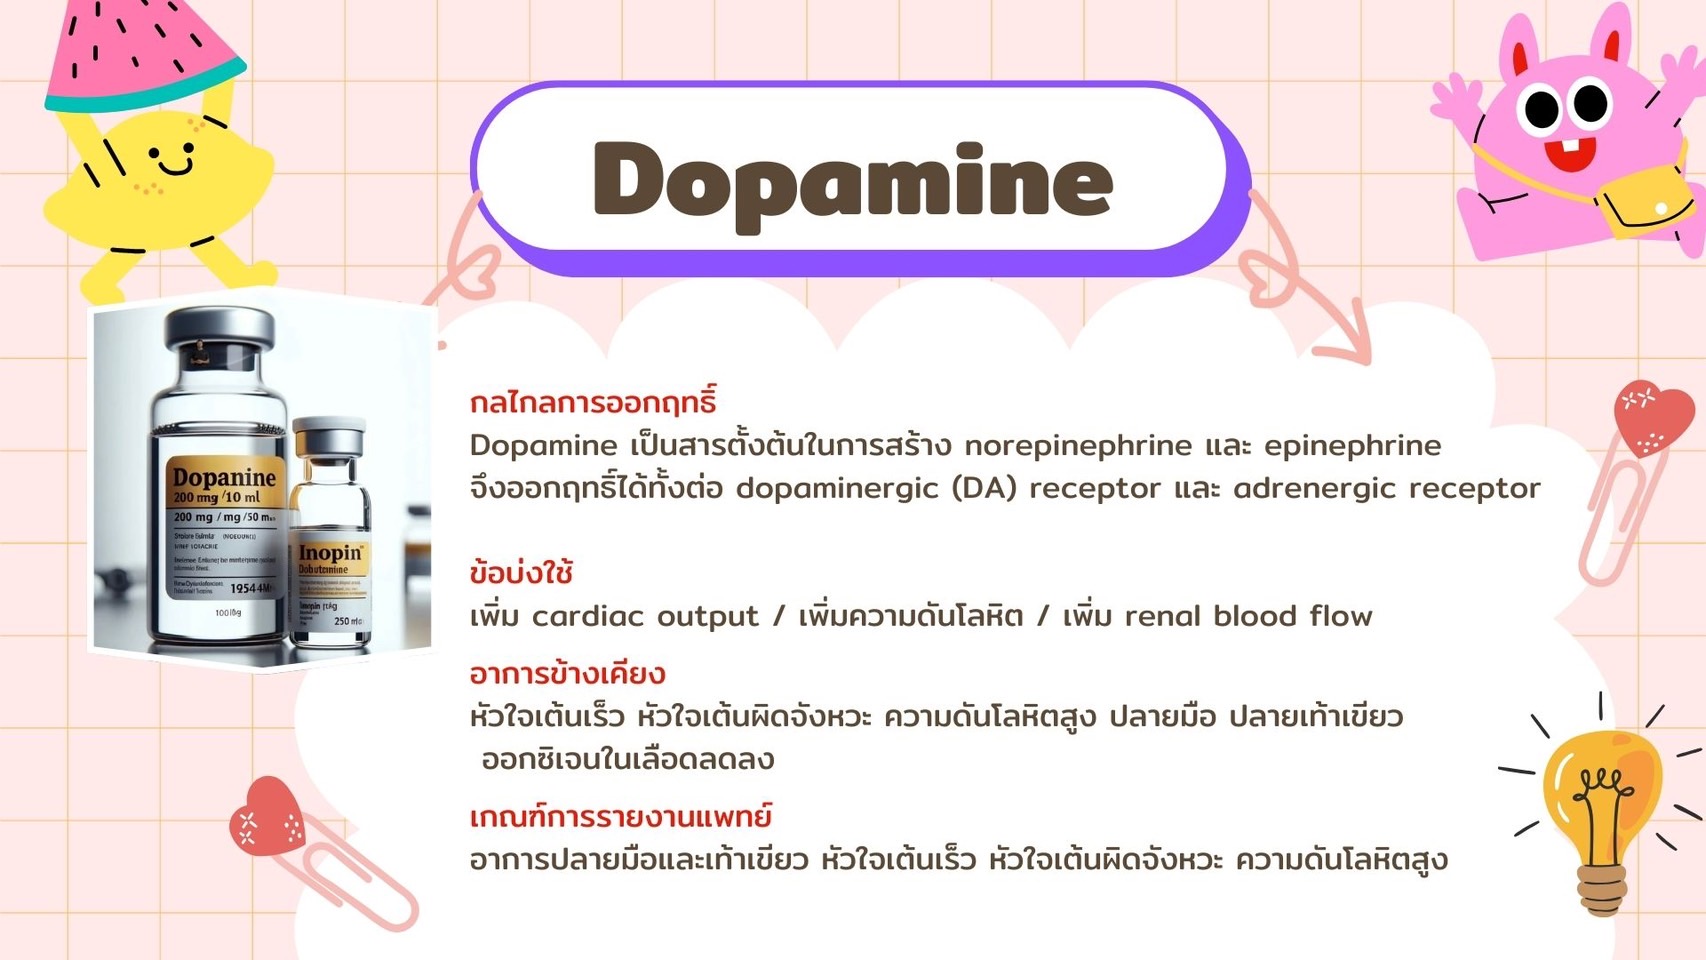 Dopamine
Dopanine
200 mg/10 ml
200 mg / mg /50 m
1954
Inopin
Dobutamine
250 ml
กลไกลการออกฤทธิ์
Dopamine เป็นสารตั้งต้นในการสร้าง norepinephrine และ epinephrine
จึงออกฤทธิ์ได้ทั้งต่อ dopaminergic (DA) receptor และ adrenergic receptor
ข้อบ่งใช้
เพิ่ม cardiac output / เพิ่มความดันโลหิต / เพิ่ม renal blood flow
อาการข้างเคียง
หัวใจเต้นเร็ว หัวใจเต้นผิดจังหวะ ความดันโลหิตสูง ปลายมือ ปลายเท้าเขียว
ออกซิเจนในเลือดลดลง
เกณฑ์การรายงานแพทย์
อาการปลายมือและเท้าเขียว หัวใจเต้นเร็ว หัวใจเต้นผิดจังหวะ ความดันโลหิตสูง